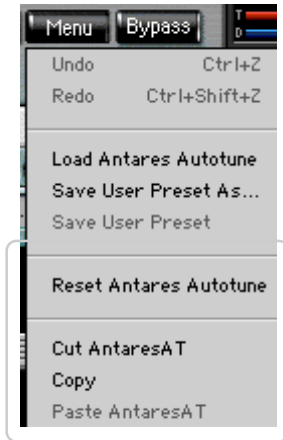 Menu Bypass T
D
Undo Ctrl+Z
Redo Ctrl+Shift+Z
Load Antares Autotune
Save User Preset As...
Save User Preset
Reset Antares Autotune
Cut AntaresAT
Copy
Paste AntaresAT